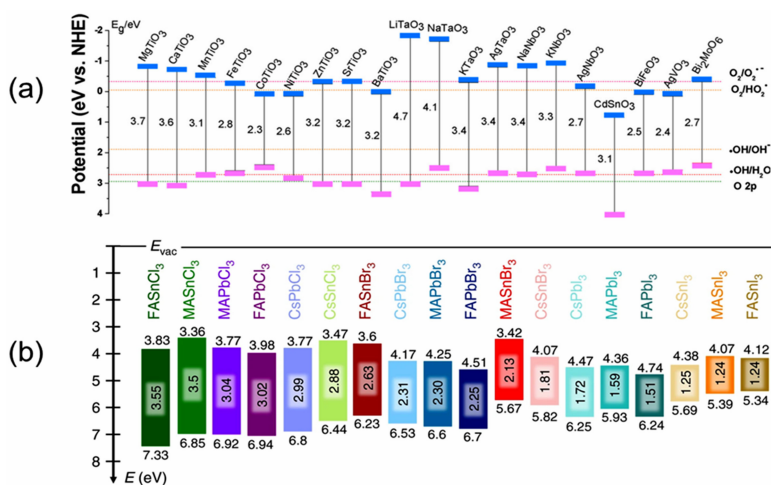 (a)
Potential (eV vs. NHE)
Eg/eV
-2
-1
0
1
2
3
4
MgTiO3
CaTiO3
MnTiO3
FeTiO3
CoTiO3
NiTiO3
ZnTiO3
SrTiO3
BaTiO3
LiTaO3
NaTaO3
KTaO3
AgTaO3
NaNbO3
KNbO3
AgNbO3
CdSnO3
BiFeO3
AgVO3
Bi2MoO6
3.7
3.6
3.1
2.8
2.3
2.6
3.2
3.2
3.2
4.7
4.1
3.4
3.4
3.4
3.3
2.7
3.1
2.5
2.4
2.7
O2/O2•-
O2/HO2•
•OH/OH-
•OH/H2O
O 2p
(b)
Evac
1
2
3
4
5
6
7
8
E (eV)
FASnCl3
MASnCl3
MAPbCl3
FAPbCl3
CsPbCl3
CsSnCl3
FASnBr3
CsPbBr3
MAPbBr3
FAPbBr3
MASnBr3
CsSnBr3
CsPbI3
MAPbI3
FAPbI3
CsSnI3
MASnI3
FASnI3
3.83 3.36 3.77 3.98 3.77 3.47 3.6 4.17 4.25 4.51 3.42 4.07 4.47 4.36 4.74 4.38 4.07 4.12
3.55 3.5 3.04 3.02 2.99 2.88 2.63 2.31 2.30 2.25 2.13 1.81 1.72 1.59 1.51 1.25 1.24 1.24
7.33 6.85 6.92 6.94 6.8 6.44 6.23 6.53 6.6 6.7 5.67 5.82 6.25 5.93 6.24 5.69 5.39 5.34